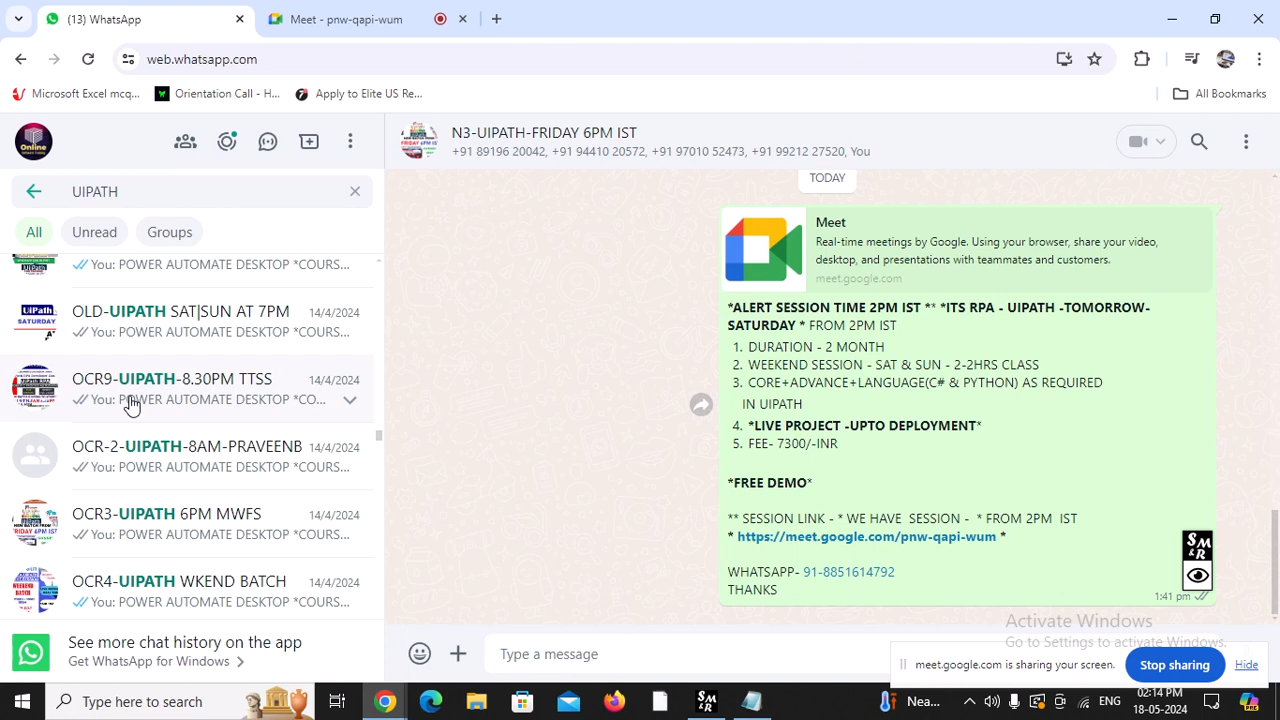 (13) WhatsApp
Meet - pnw-qapi-wum
web.whatsapp.com
Microsoft Excel mcq...
Orientation Call - H...
Apply to Elite US Re...
All Bookmarks
N3-UIPATH-FRIDAY 6PM IST
+91 89196 20042, +91 94410 20572, +91 97010 52473, +91 99212 27520, You
UIPATH
All
Unread
Groups
You: POWER AUTOMATE DESKTOP *COURS...
OLD-UIPATH SAT|SUN AT 7PM
14/4/2024
You: POWER AUTOMATE DESKTOP *COURS...
OCR9-UIPATH-830PM TTSS
14/4/2024
You: POWER AUTOMATE DESKTOP *CO...
OCR-2-UIPATH-8AM-PRAVEENB
14/4/2024
You: POWER AUTOMATE DESKTOP *COURS...
OCR3-UIPATH 6PM MWFS
14/4/2024
You: POWER AUTOMATE DESKTOP *COURS...
OCR4-UIPATH WKEND BATCH
14/4/2024
You: POWER AUTOMATE DESKTOP *COURS...
See more chat history on the app
Get WhatsApp for Windows
TODAY
Meet
Real-time meetings by Google. Using your browser, share your video,
desktop, and presentations with teammates and customers.
meet.google.com
*ALERT SESSION TIME 2PM IST ** *ITS RPA - UIPATH -TOMORROW-
SATURDAY * FROM 2PM IST
1. DURATION - 2 MONTH
2. WEEKEND SESSION - SAT & SUN - 2-2HRS CLASS
3. CORE+ADVANCE+LANGUAGE(C# & PYTHON) AS REQUIRED
IN UIPATH
4. *LIVE PROJECT -UPTO DEPLOYMENT*
5. FEE- 7300/-INR
*FREE DEMO*
** SESSION LINK - * WE HAVE SESSION - * FROM 2PM IST
* https://meet.google.com/pnw-qapi-wum *
WHATSAPP- 91-8851614792
THANKS
1:41 pm
SM
&R
Activate Windows
Go to Settings to activate Windows.
Type a message
meet.google.com is sharing your screen.
Stop sharing
Hide
Type here to search
Nea...
ENG
02:14 PM
18-05-2024